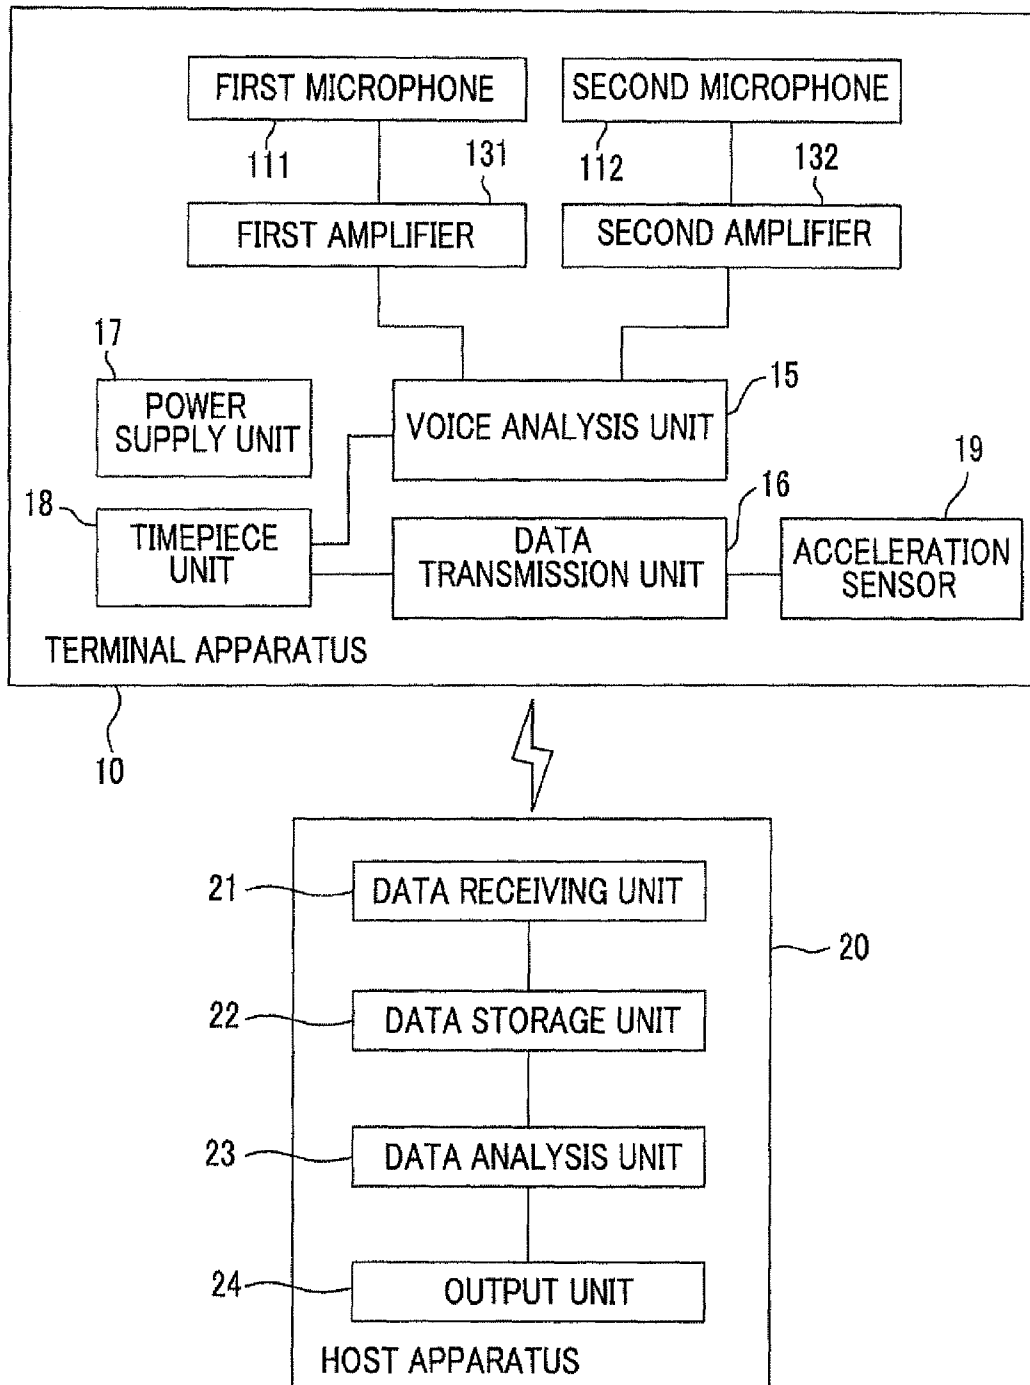 FIRST MICROPHONE
SECOND MICROPHONE
111
131
112
132
FIRST AMPLIFIER
SECOND AMPLIFIER
17
POWER
SUPPLY UNIT
VOICE ANALYSIS UNIT
15
18
TIMEPIECE
UNIT
DATA
TRANSMISSION UNIT
16
19
ACCELERATION
SENSOR
TERMINAL APPARATUS
10
21
DATA RECEIVING UNIT
20
22
DATA STORAGE UNIT
23
DATA ANALYSIS UNIT
24
OUTPUT UNIT
HOST APPARATUS